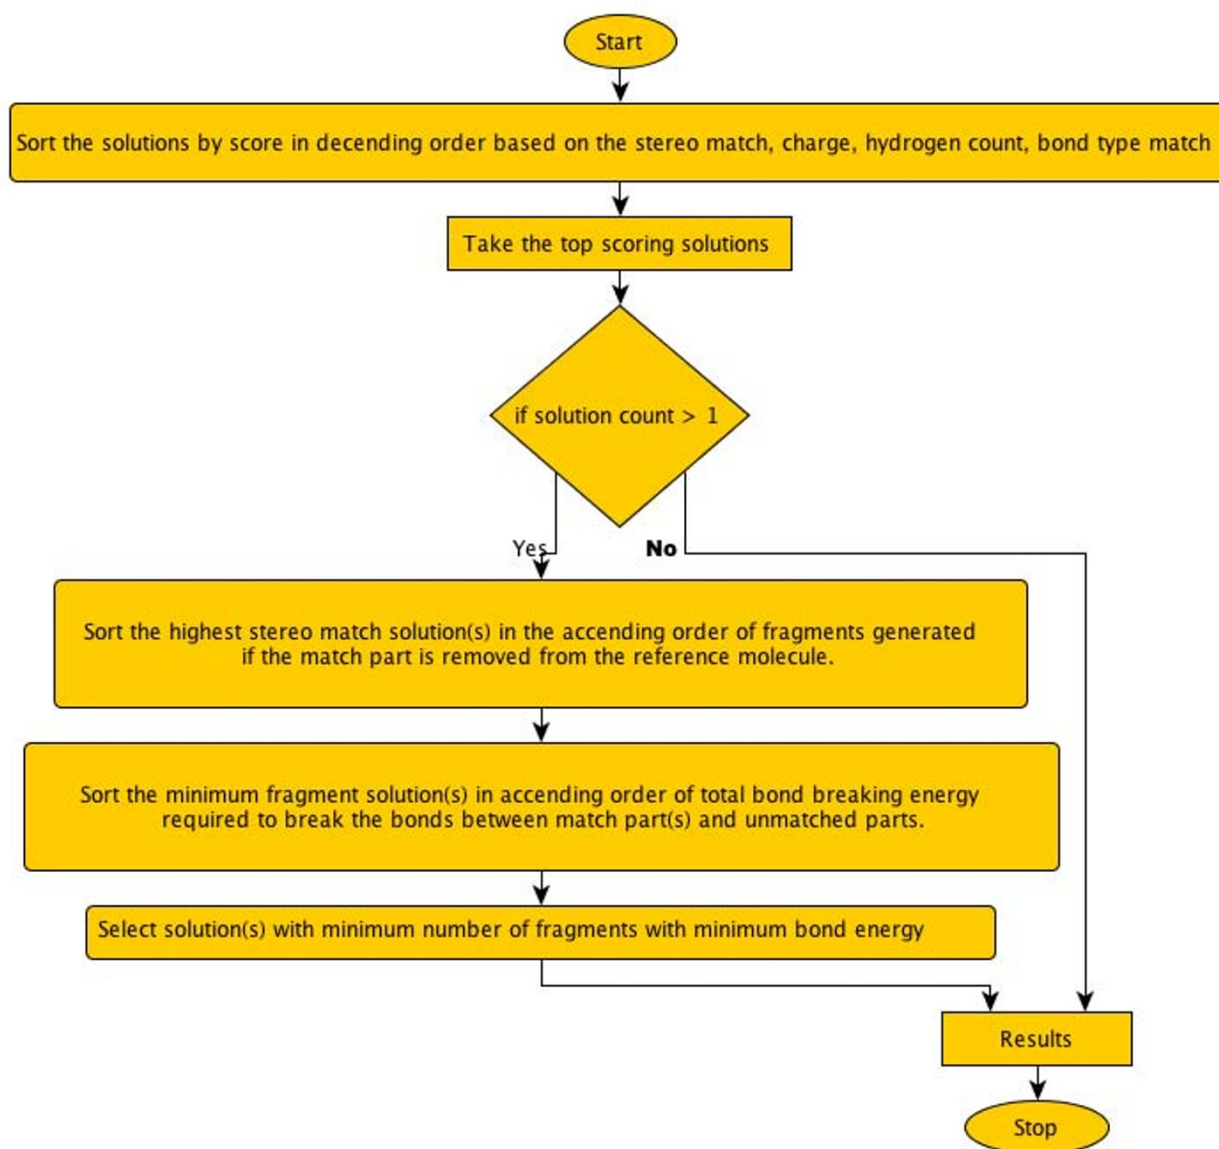 Start
Sort the solutions by score in decending order based on the stereo match, charge, hydrogen count, bond type match
Take the top scoring solutions
if solution count > 1
Yes
No
Sort the highest stereo match solution(s) in the accending order of fragments generated
if the match part is removed from the reference molecule.
Sort the minimum fragment solution(s) in accending order of total bond breaking energy
required to break the bonds between match part(s) and unmatched parts.
Select solution(s) with minimum number of fragments with minimum bond energy
Results
Stop